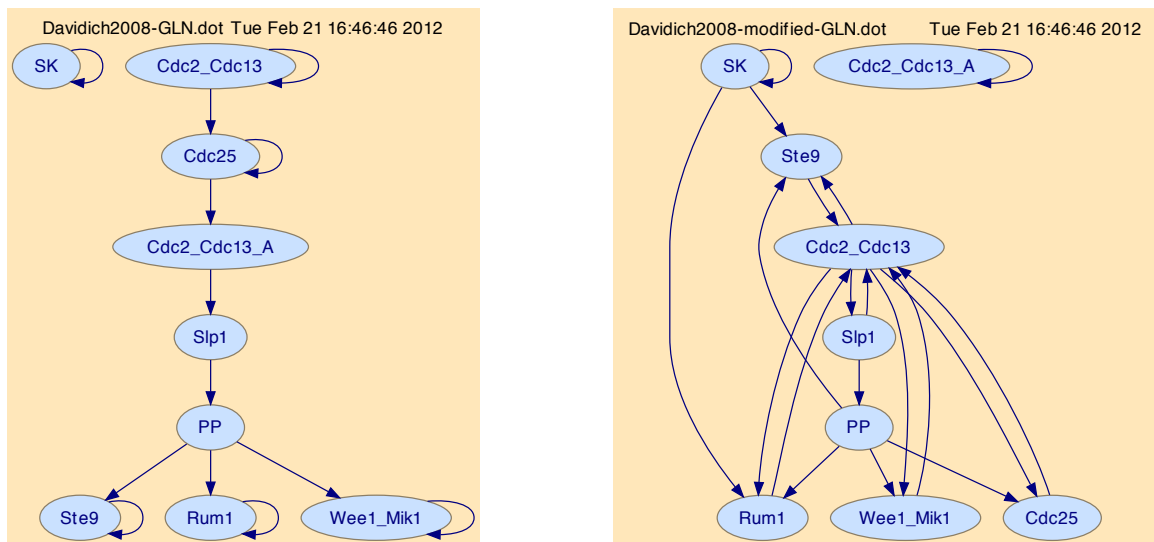 Davidich2008-GLN.dot Tue Feb 21 16:46:46 2012
SK
Cdc2_Cdc13
Cdc25
Cdc2_Cdc13_A
Slp1
PP
Ste9
Rum1
Wee1_Mik1
Davidich2008-modified-GLN.dot Tue Feb 21 16:46:46 2012
SK
Cdc2_Cdc13_A
Ste9
Cdc2_Cdc13
Slp1
PP
Rum1
Wee1_Mik1
Cdc25